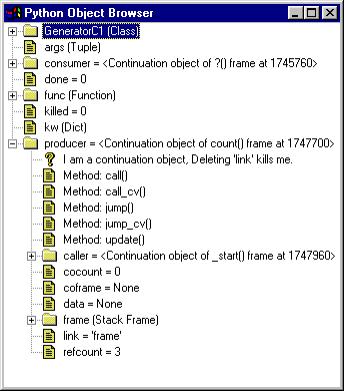 Python Object Browser
GeneratorC1 (Class)
args (Tuple)
consumer = <Continuation object of ?() frame at 1745760>
done = 0
func (Function)
killed = 0
kw (Dict)
producer = <Continuation object of count() frame at 1747700>
I am a continuation object, Deleting 'link' kills me.
Method: call()
Method: call_cv()
Method: jump()
Method: jump_cv()
Method: update()
caller = <Continuation object of _start() frame at 1747960>
cocount = 0
coframe = None
data = None
frame (Stack Frame)
link = 'frame'
refcount = 3